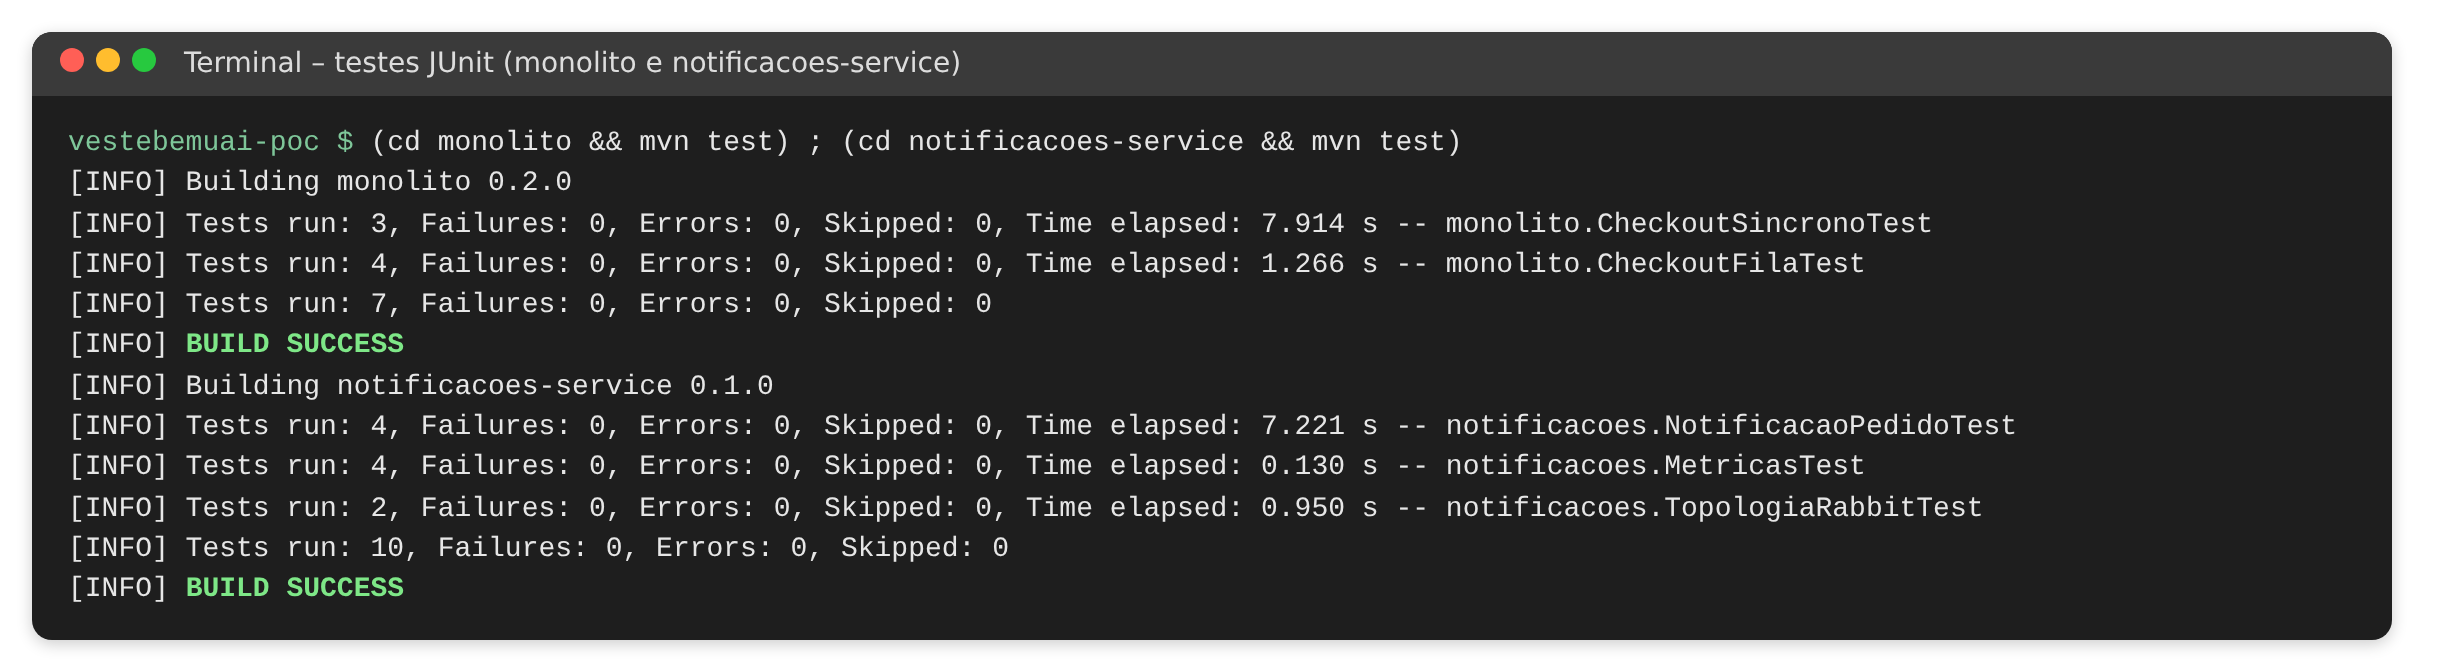 Terminal – testes JUnit (monolito e notificacoes-service)
vestebemuai-poc $ (cd monolito && mvn test) ; (cd notificacoes-service && mvn test)
[INFO] Building monolito 0.2.0
[INFO] Tests run: 3, Failures: 0, Errors: 0, Skipped: 0, Time elapsed: 7.914 s -- monolito.CheckoutSincronoTest
[INFO] Tests run: 4, Failures: 0, Errors: 0, Skipped: 0, Time elapsed: 1.266 s -- monolito.CheckoutFilaTest
[INFO] Tests run: 7, Failures: 0, Errors: 0, Skipped: 0
[INFO] BUILD SUCCESS
[INFO] Building notificacoes-service 0.1.0
[INFO] Tests run: 4, Failures: 0, Errors: 0, Skipped: 0, Time elapsed: 7.221 s -- notificacoes.NotificacaoPedidoTest
[INFO] Tests run: 4, Failures: 0, Errors: 0, Skipped: 0, Time elapsed: 0.130 s -- notificacoes.MetricasTest
[INFO] Tests run: 2, Failures: 0, Errors: 0, Skipped: 0, Time elapsed: 0.950 s -- notificacoes.TopologiaRabbitTest
[INFO] Tests run: 10, Failures: 0, Errors: 0, Skipped: 0
[INFO] BUILD SUCCESS